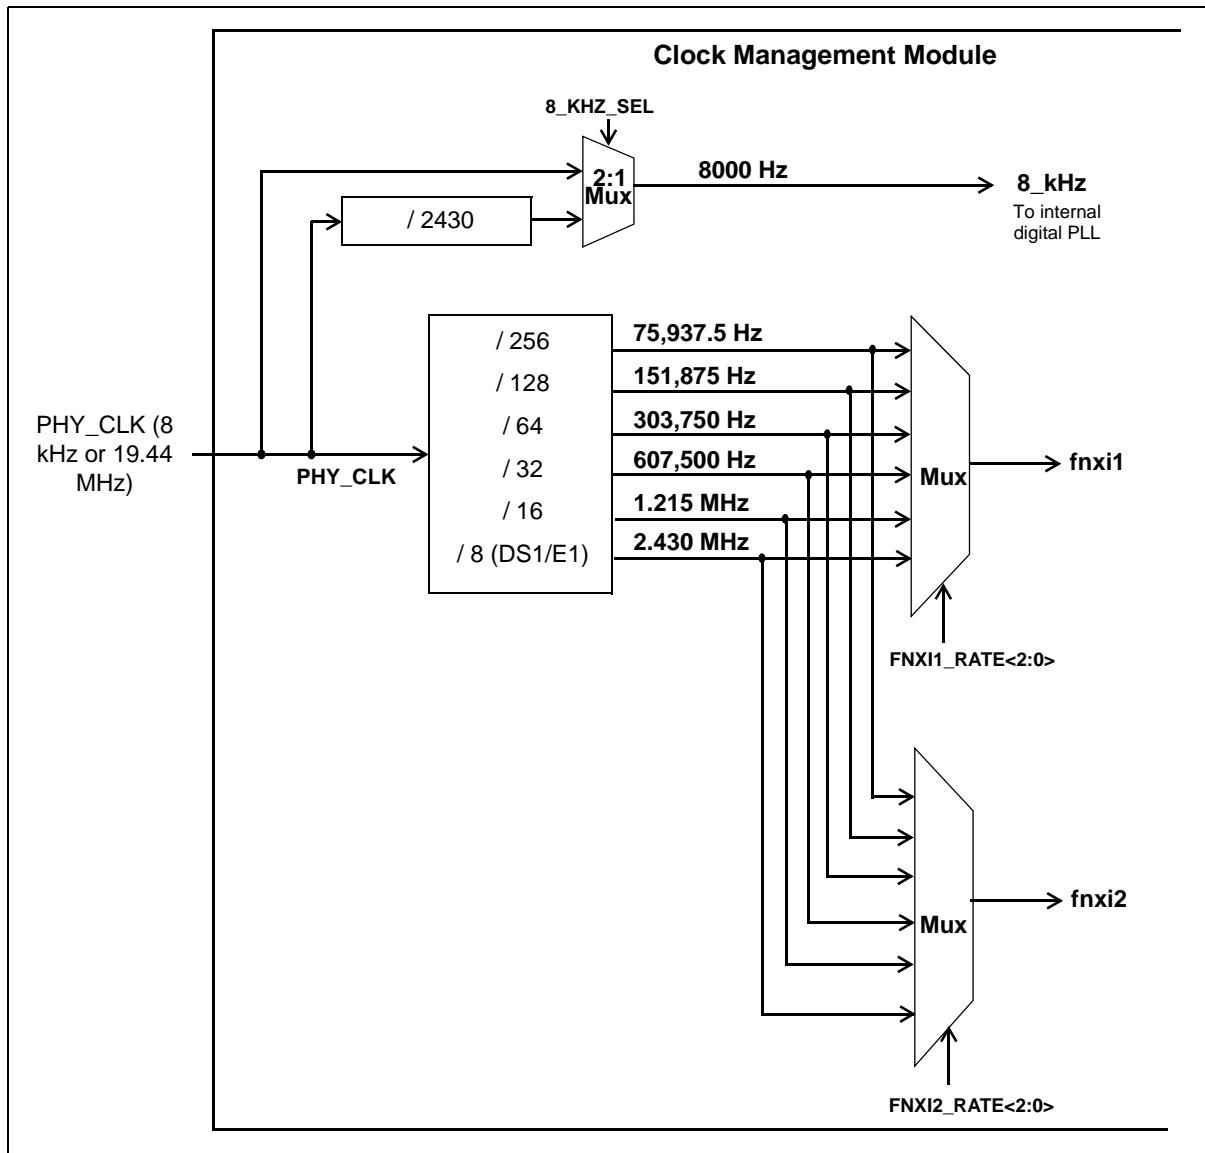 Clock Management Module
8_KHZ_SEL
2:1
Mux
8000 Hz
8_kHz
To internal
digital PLL
/ 2430
/ 256
/ 128
/ 64
/ 32
/ 16
/ 8 (DS1/E1)
75,937.5 Hz
151,875 Hz
303,750 Hz
607,500 Hz
1.215 MHz
2.430 MHz
PHY_CLK (8
kHz or 19.44
MHz)
PHY_CLK
Mux
fnxi1
FNXI1_RATE<2:0>
Mux
fnxi2
FNXI2_RATE<2:0>